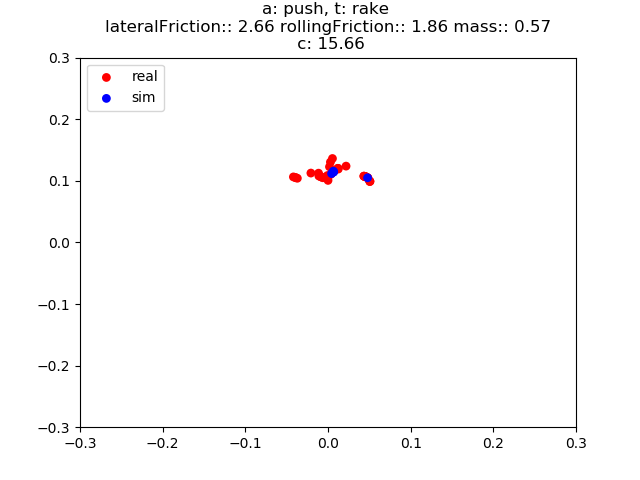 a: push, t: rake
lateralFriction:: 2.66 rollingFriction:: 1.86 mass:: 0.57
c: 15.66
real
sim
0.3
0.2
0.1
0.0
−0.1
−0.2
−0.3
−0.3
−0.2
−0.1
0.0
0.1
0.2
0.3